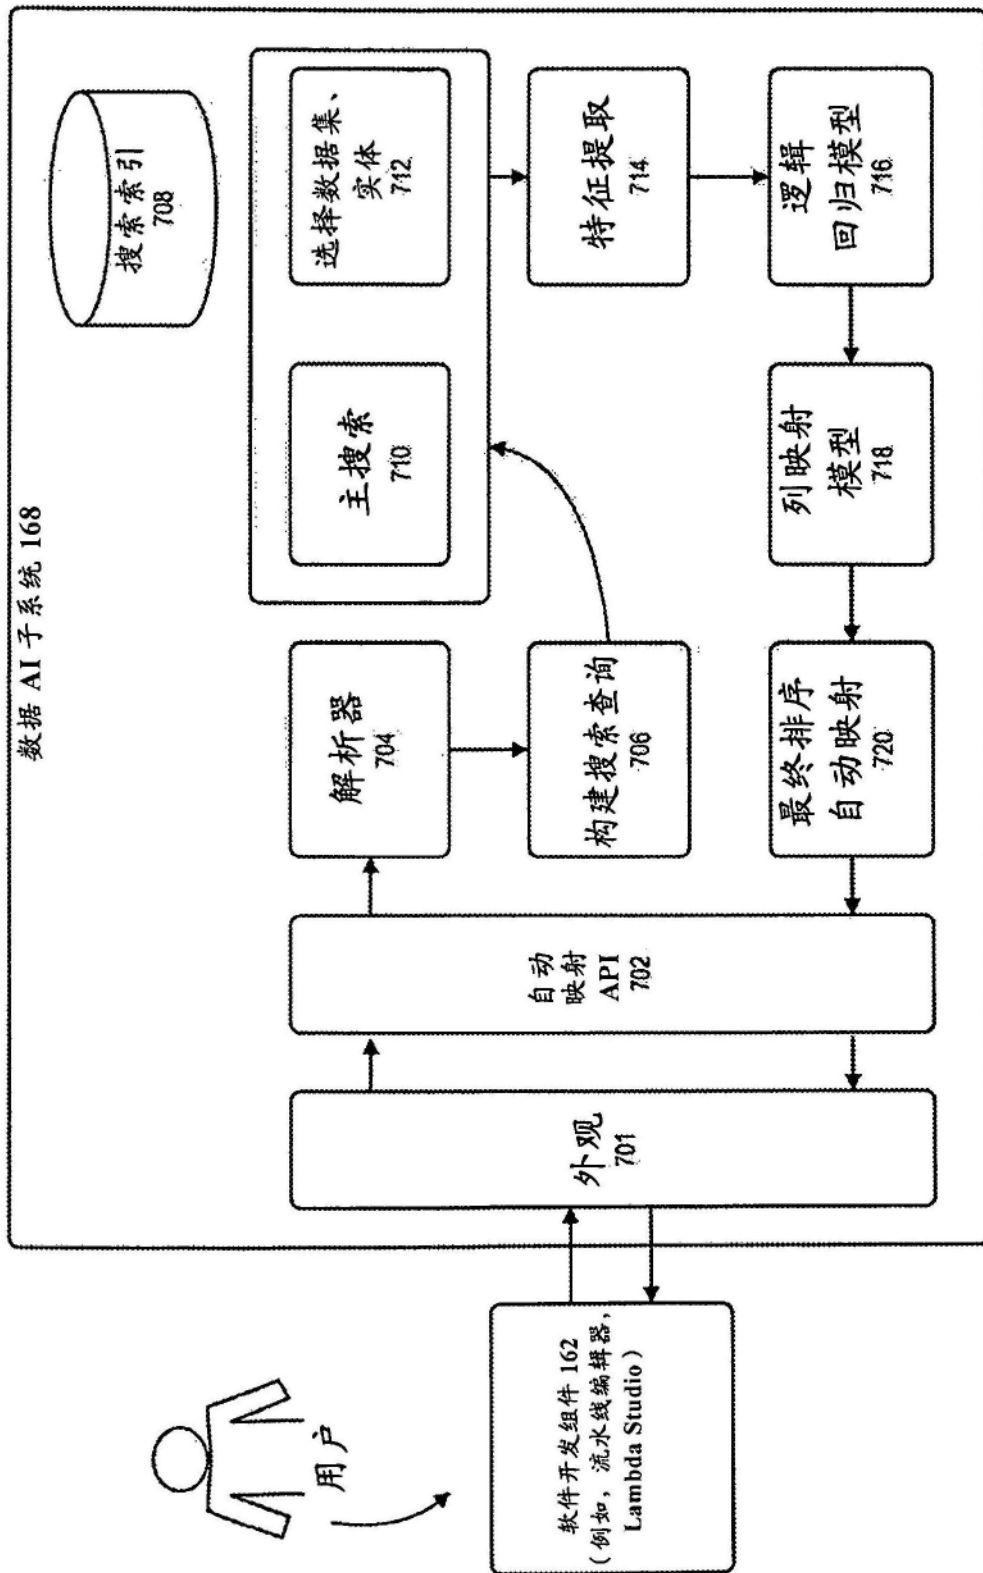 数据 AI 子系统 168
用户
软件开发组件 162
(例如，流水线编辑器，
Lambda Studio)
外观
701
自动
映射
API
702
解析器
704
构建搜索查询
706
搜索索引
708
主搜索
710
选择数据集、
实体
712
特征提取
714
逻辑
回归模型
716
列映射
模型
718
最终排序
自动映射
720